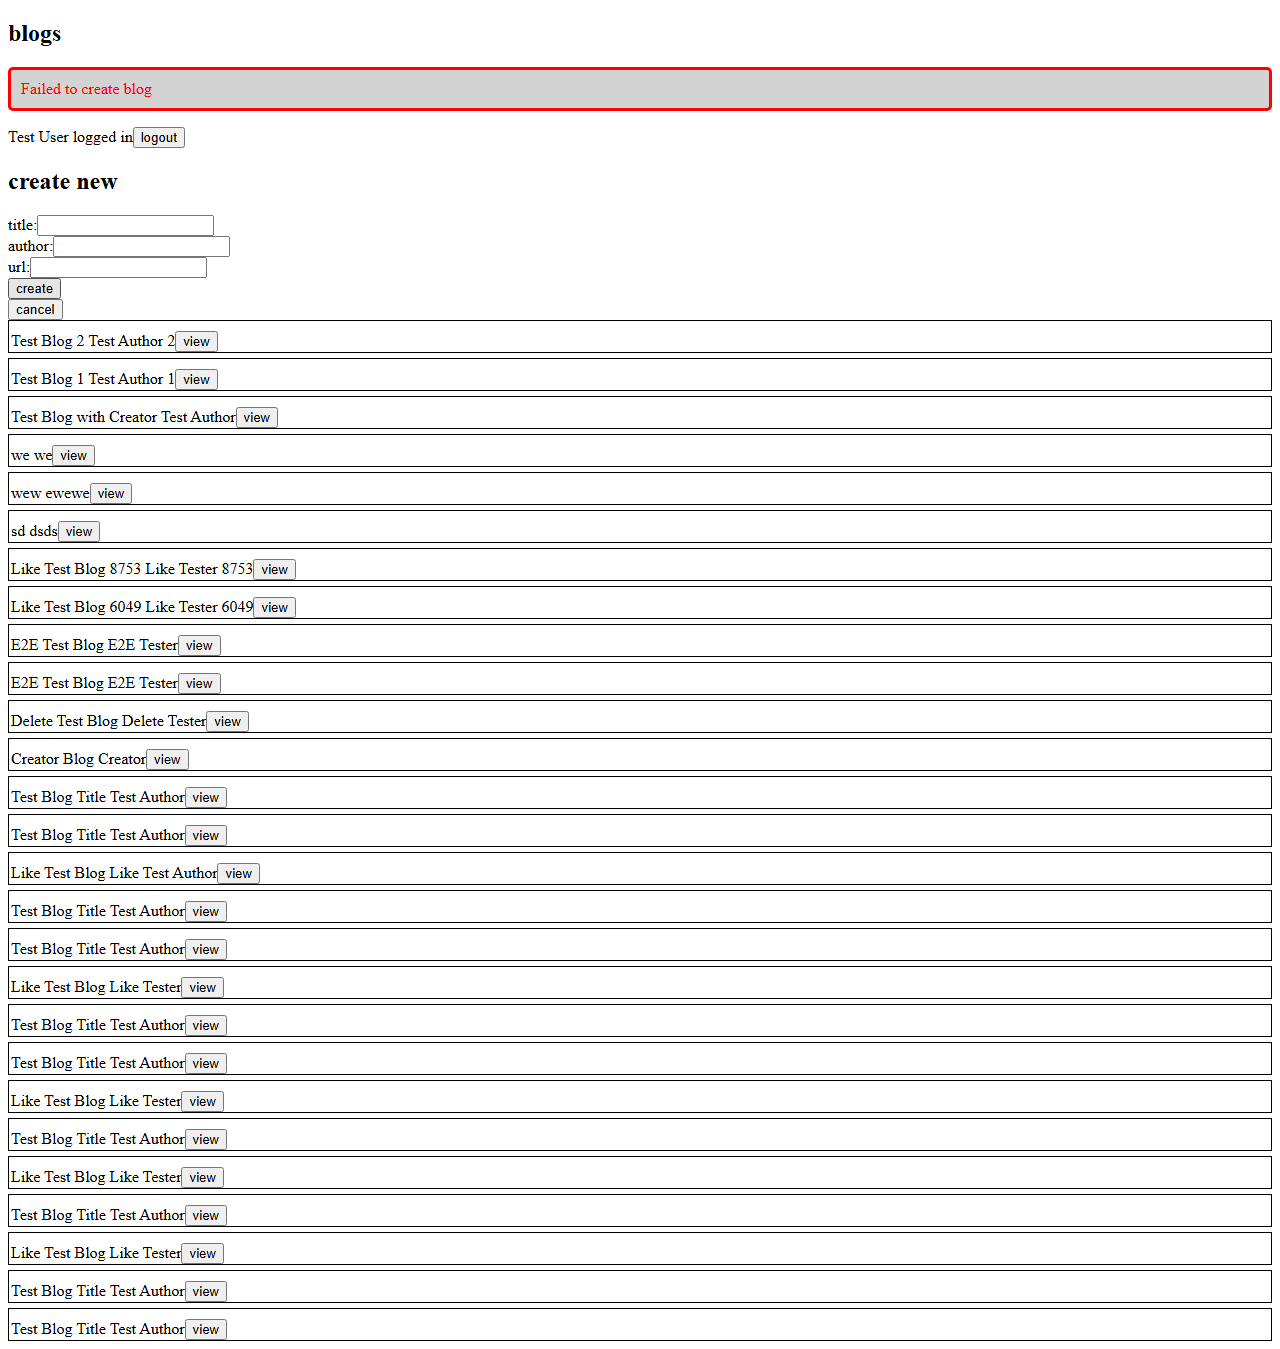 blogs
Failed to create blog
Test User logged in logout
create new
title:
author:
url:
create
cancel
Test Blog 2 Test Author 2 view
Test Blog 1 Test Author 1 view
Test Blog with Creator Test Author view
we we view
wew ewewe view
sd dsds view
Like Test Blog 8753 Like Tester 8753 view
Like Test Blog 6049 Like Tester 6049 view
E2E Test Blog E2E Tester view
E2E Test Blog E2E Tester view
Delete Test Blog Delete Tester view
Creator Blog Creator view
Test Blog Title Test Author view
Test Blog Title Test Author view
Like Test Blog Like Test Author view
Test Blog Title Test Author view
Test Blog Title Test Author view
Like Test Blog Like Tester view
Test Blog Title Test Author view
Test Blog Title Test Author view
Like Test Blog Like Tester view
Test Blog Title Test Author view
Like Test Blog Like Tester view
Test Blog Title Test Author view
Like Test Blog Like Tester view
Test Blog Title Test Author view
Test Blog Title Test Author view